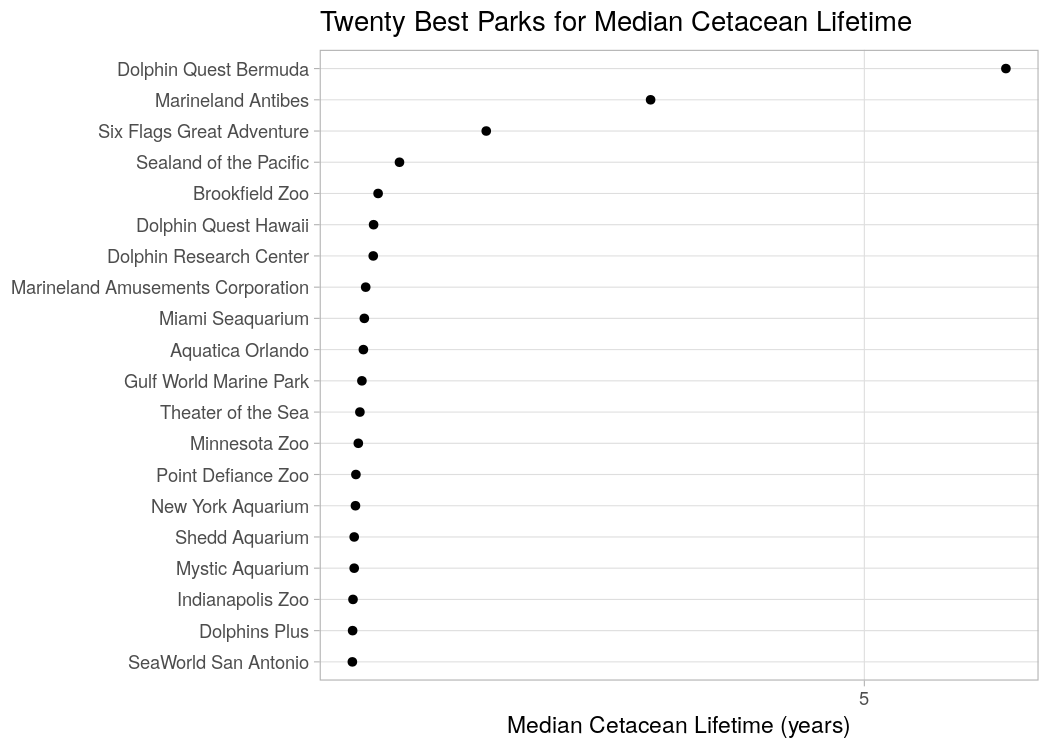 Twenty Best Parks for Median Cetacean Lifetime
Dolphin Quest Bermuda
Marineland Antibes
Six Flags Great Adventure
Sealand of the Pacific
Brookfield Zoo
Dolphin Quest Hawaii
Dolphin Research Center
Marineland Amusements Corporation
Miami Seaquarium
Aquatica Orlando
Gulf World Marine Park
Theater of the Sea
Minnesota Zoo
Point Defiance Zoo
New York Aquarium
Shedd Aquarium
Mystic Aquarium
Indianapolis Zoo
Dolphins Plus
SeaWorld San Antonio
5
Median Cetacean Lifetime (years)